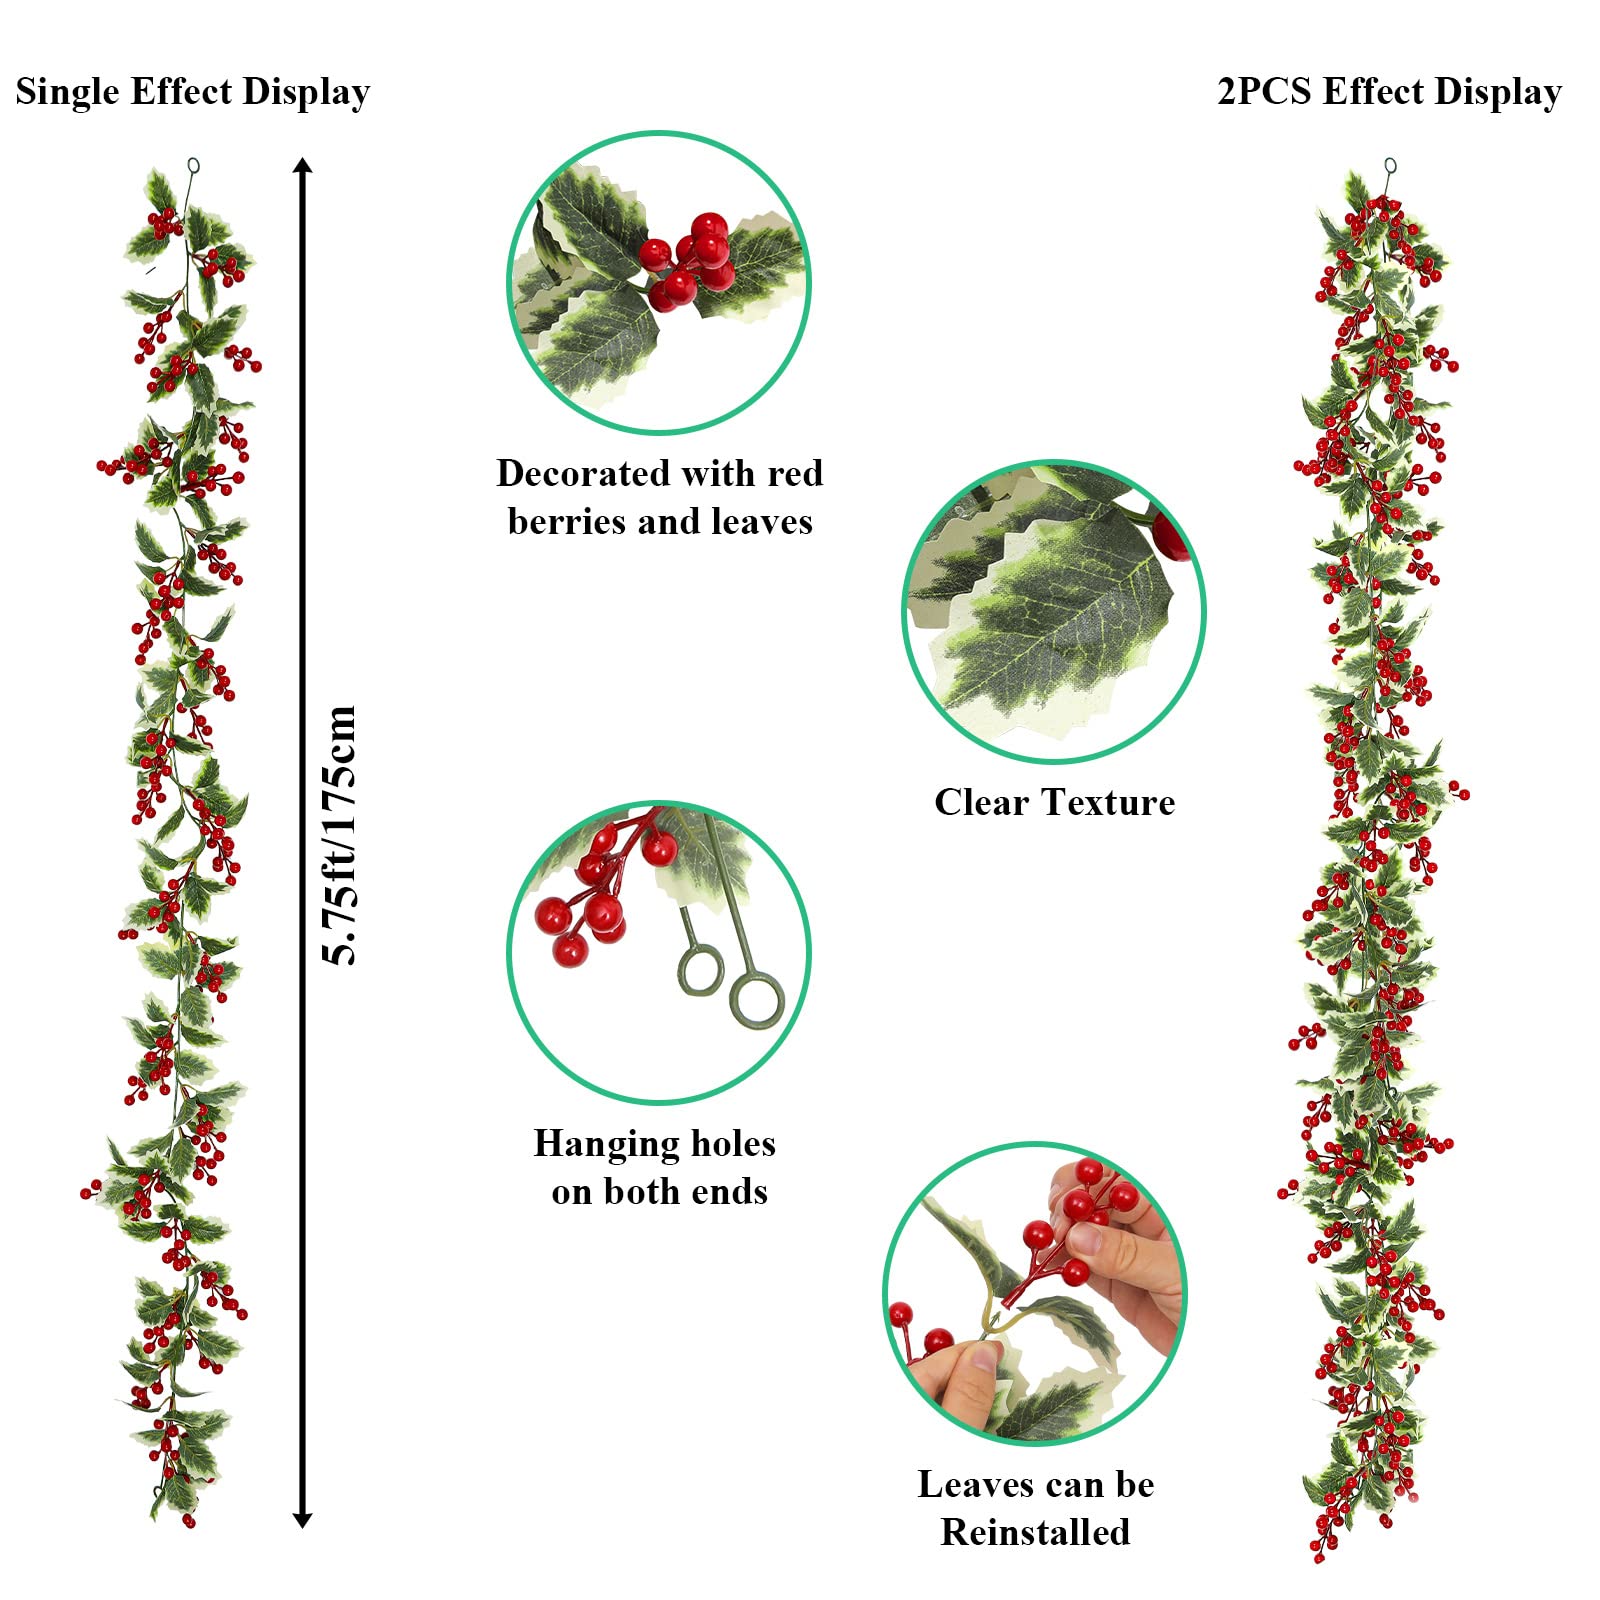 Single Effect Display
2PCS Effect Display
Decorated with red
berries and leaves
Clear Texture
5.75ft/175cm
Hanging holes
on both ends
Leaves can be
Reinstalled